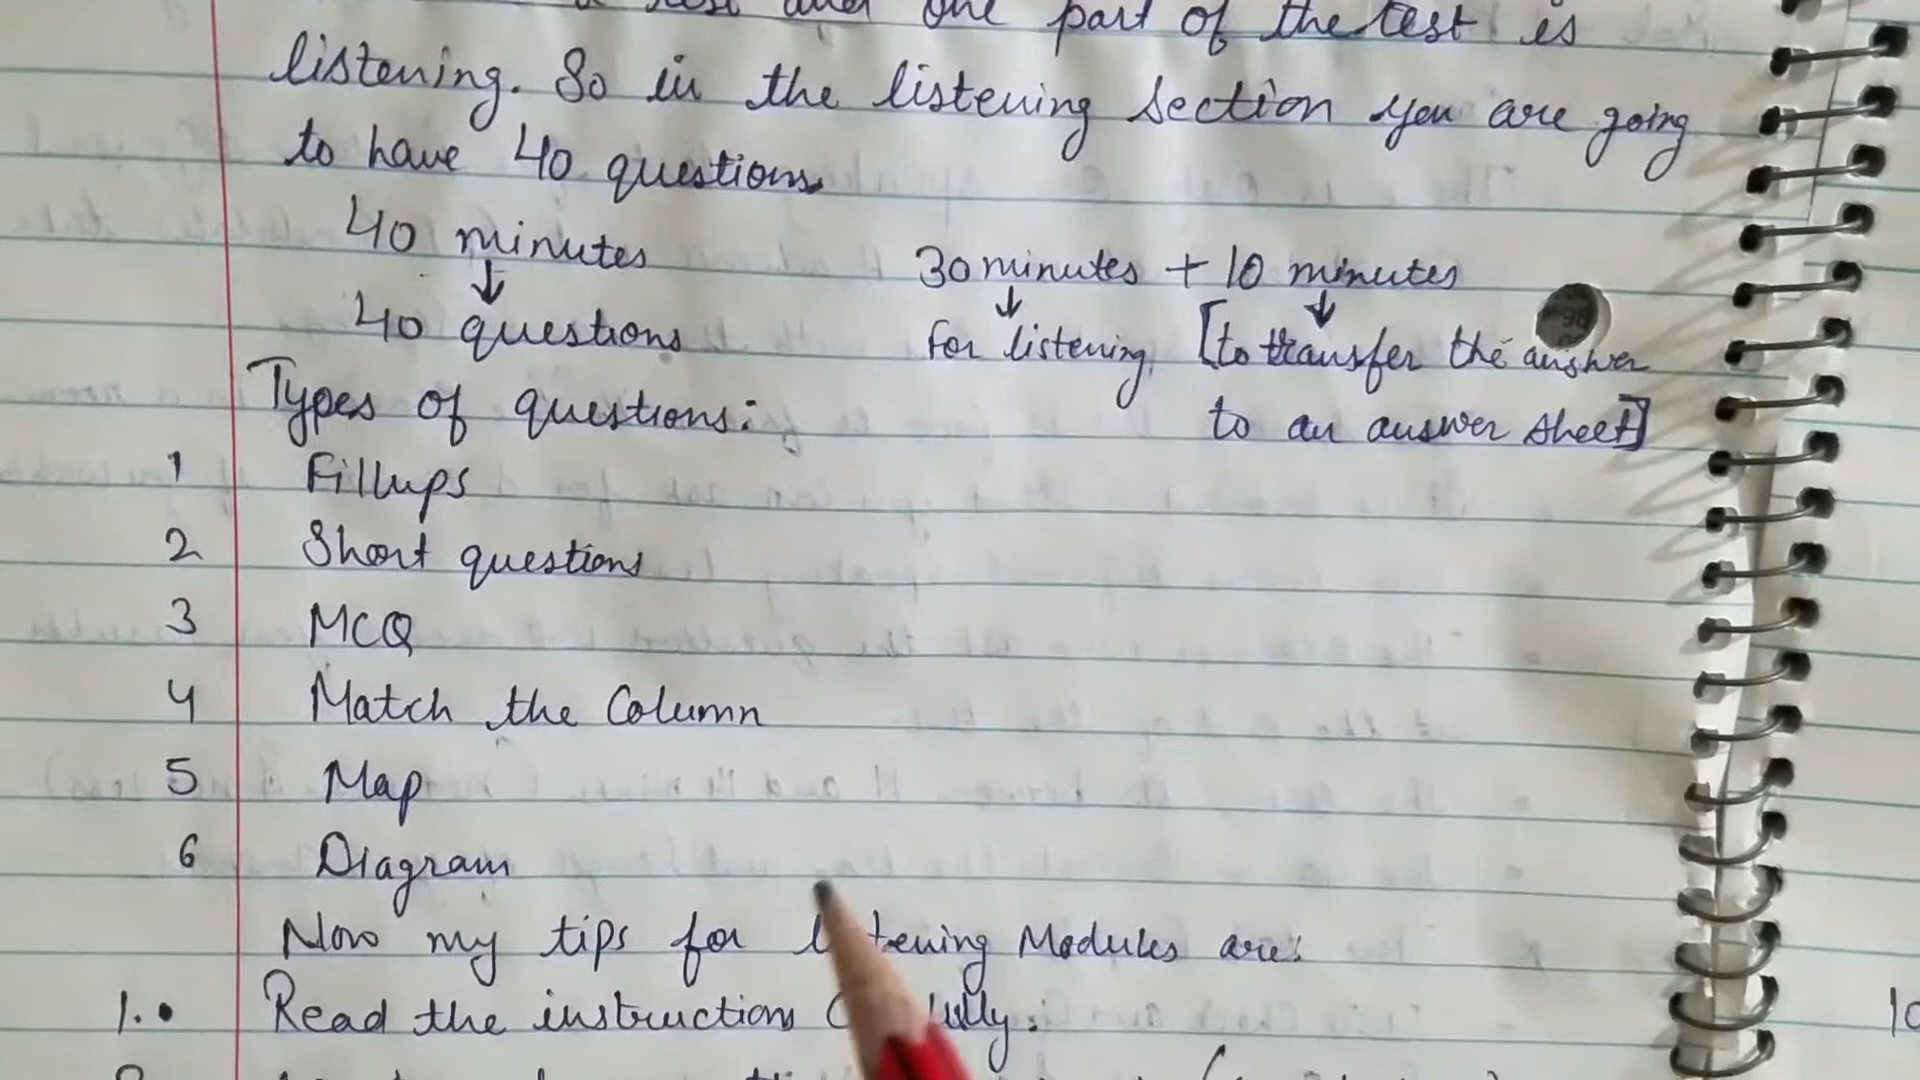 and one part of the test is
listening. So in the listening section you are going
to have 40 questions.
40 minutes
↓
40 questions
30 minutes + 10 minutes
↓ ↓
for listening [to transfer the answer
to an answer sheet]
Types of questions:
1 Fillups
2 Short questions
3 MCQ
4 Match the Column
5 Map
6 Diagram
Now my tips for Modules are:
1. • Read the instructions